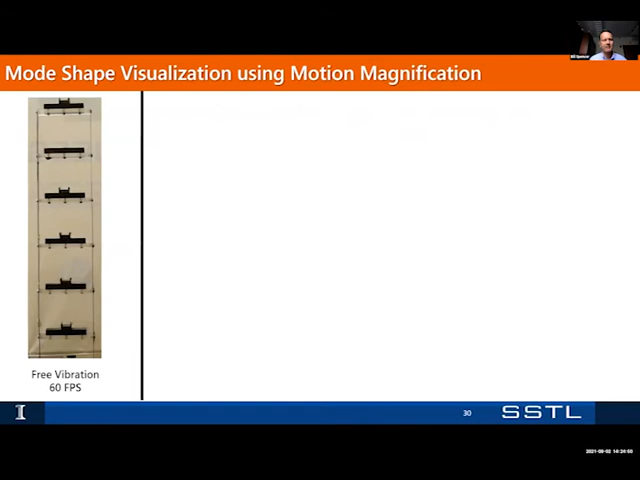 Mode Shape Visualization using Motion Magnification
Free Vibration
60 FPS
I
30
SSTL